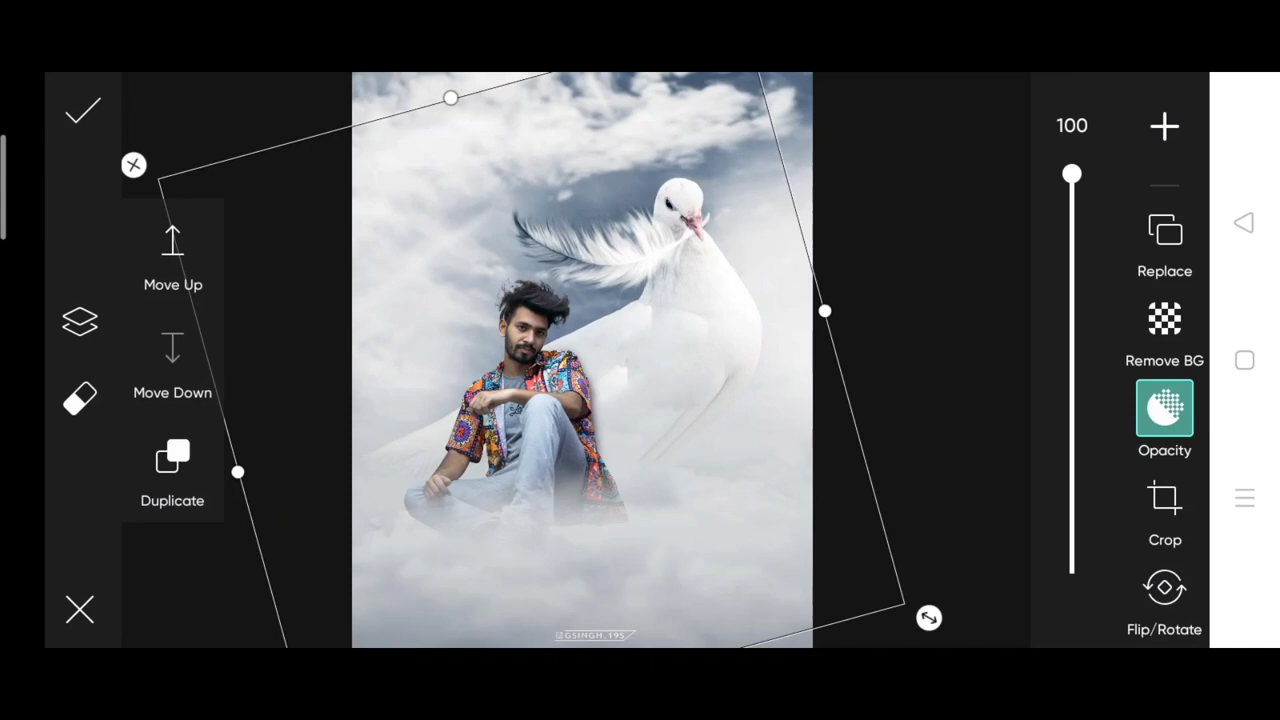 100
Move Up
Replace
Move Down
Remove BG
Opacity
Duplicate
Crop
Flip/Rotate
GSINGH_195